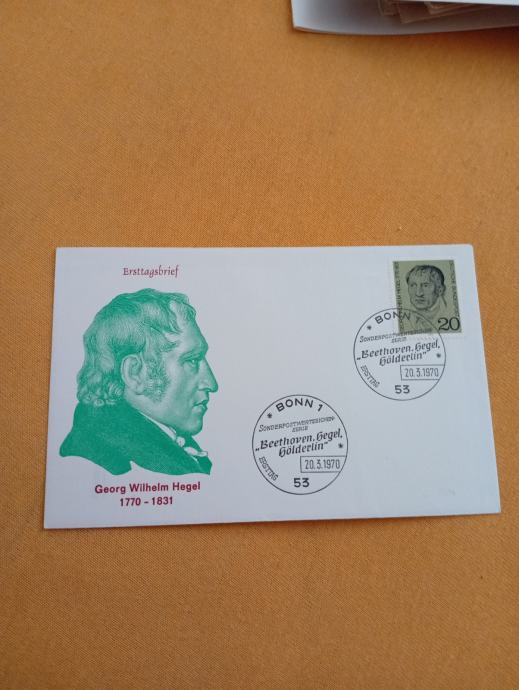 Ersttagsbrief
Georg Wilhelm Hegel
1770 - 1831
20
BONN 1
SONDERPOSTWERTZEICHEN-
SERIE
„Beethoven, Hegel,
Hölderlin“
ERSTTAG
20.3.1970
53
BONN 1
SONDERPOSTWERTZEICHEN-
SERIE
„Beethoven, Hegel,
Hölderlin“
ERSTTAG
20.3.1970
53